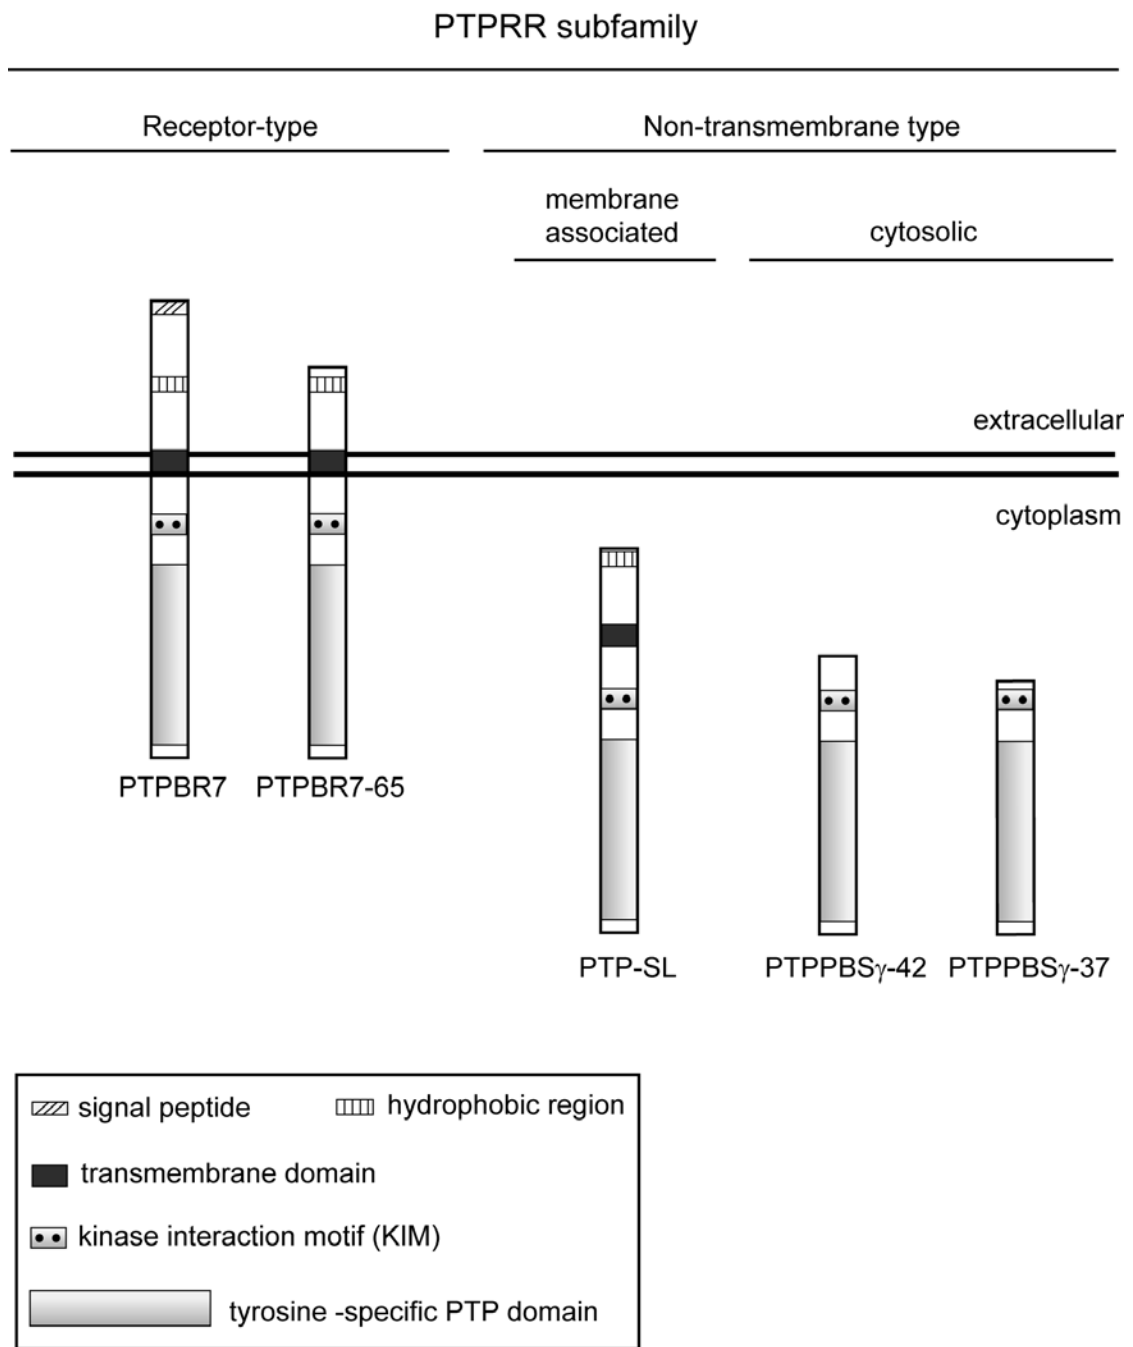 PTPRR subfamily
Receptor-type
Non-transmembrane type
membrane
associated
cytosolic
extracellular
cytoplasm
PTPBR7
PTPBR7-65
PTP-SL
PTPPBSγ-42
PTPPBSγ-37
signal peptide
hydrophobic region
transmembrane domain
kinase interaction motif (KIM)
tyrosine -specific PTP domain